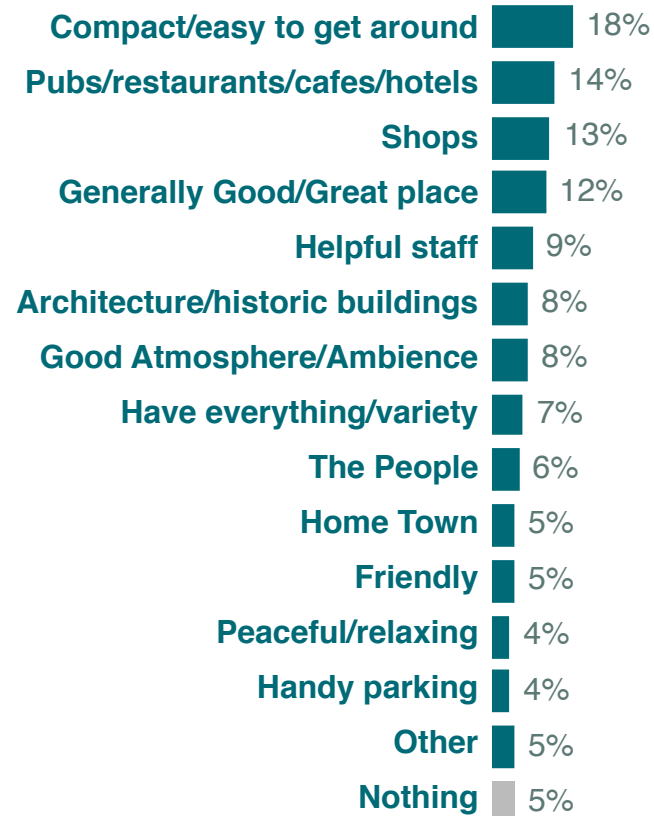 Compact/easy to get around 18%
Pubs/restaurants/cafes/hotels 14%
Shops 13%
Generally Good/Great place 12%
Helpful staff 9%
Architecture/historic buildings 8%
Good Atmosphere/Ambience 8%
Have everything/variety 7%
The People 6%
Home Town 5%
Friendly 5%
Peaceful/relaxing 4%
Handy parking 4%
Other 5%
Nothing 5%